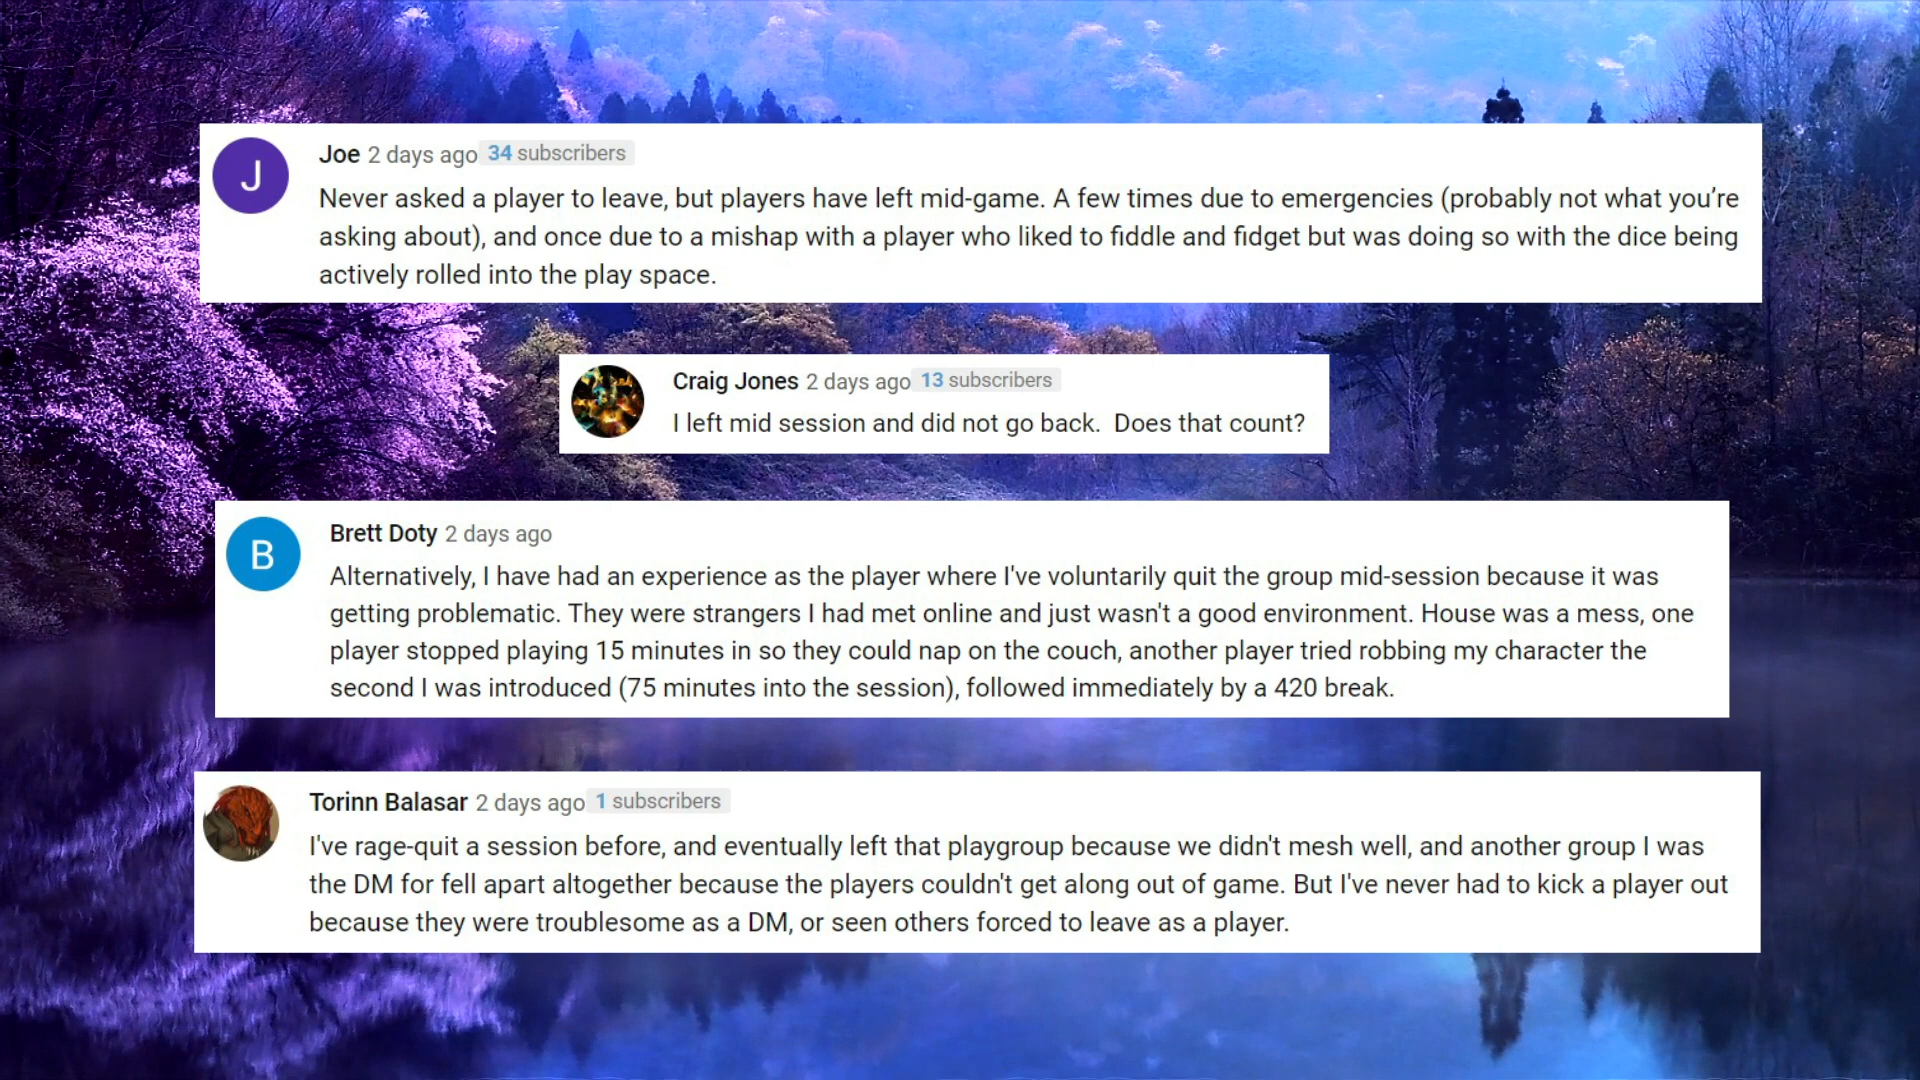 J
Joe 2 days ago 34 subscribers
Never asked a player to leave, but players have left mid-game. A few times due to emergencies (probably not what you’re
asking about), and once due to a mishap with a player who liked to fiddle and fidget but was doing so with the dice being
actively rolled into the play space.
Craig Jones 2 days ago 13 subscribers
I left mid session and did not go back.  Does that count?
B
Brett Doty 2 days ago
Alternatively, I have had an experience as the player where I've voluntarily quit the group mid-session because it was
getting problematic. They were strangers I had met online and just wasn't a good environment. House was a mess, one
player stopped playing 15 minutes in so they could nap on the couch, another player tried robbing my character the
second I was introduced (75 minutes into the session), followed immediately by a 420 break.
Torinn Balasar 2 days ago 1 subscribers
I've rage-quit a session before, and eventually left that playgroup because we didn't mesh well, and another group I was
the DM for fell apart altogether because the players couldn't get along out of game. But I've never had to kick a player out
because they were troublesome as a DM, or seen others forced to leave as a player.